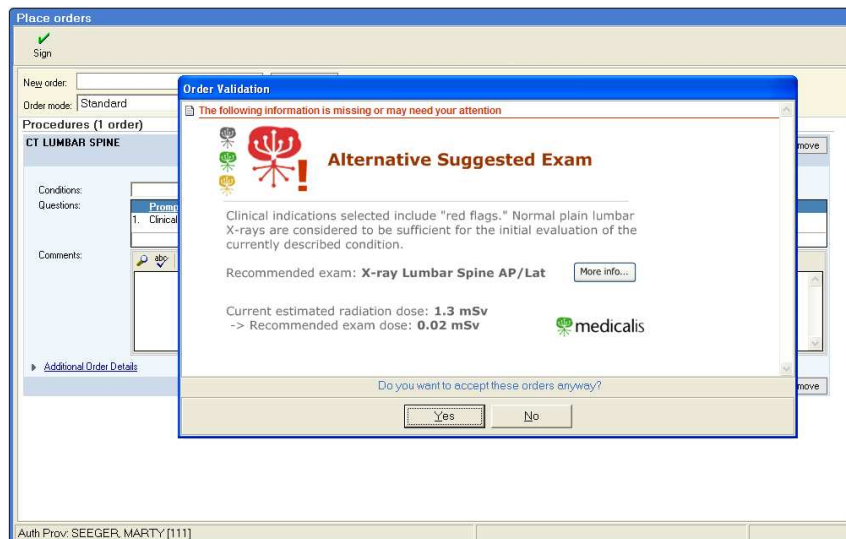 Place orders
Sign
New order:
Order mode: Standard
Procedures (1 order)
CT LUMBAR SPINE
move
Conditions:
Questions:
Promp
1. Clinical
Comments:
abc
Additional Order Details
move
Order Validation
The following information is missing or may need your attention
Alternative Suggested Exam
Clinical indications selected include "red flags." Normal plain lumbar
X-rays are considered to be sufficient for the initial evaluation of the
currently described condition.
Recommended exam: X-ray Lumbar Spine AP/Lat
More info...
Current estimated radiation dose: 1.3 mSv
-> Recommended exam dose: 0.02 mSv
medicalis
Do you want to accept these orders anyway?
Yes No
Auth Prov: SEEGER, MARTY [111]